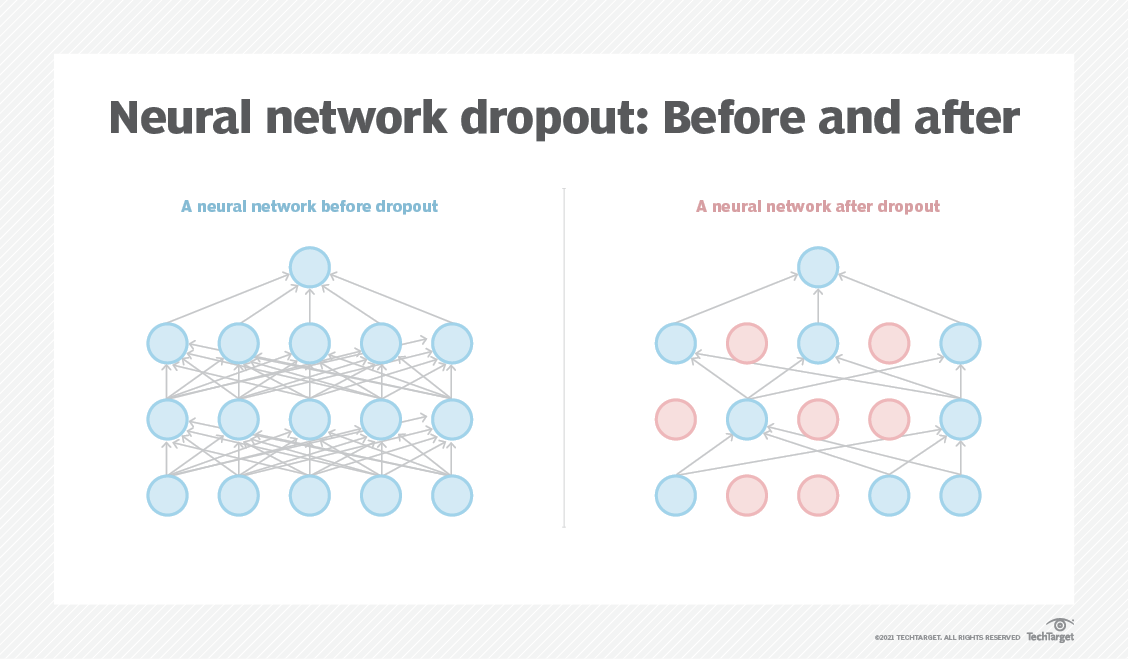 Neural network dropout: Before and after
A neural network before dropout
A neural network after dropout
©2021 TECHTARGET. ALL RIGHTS RESERVED
TechTarget